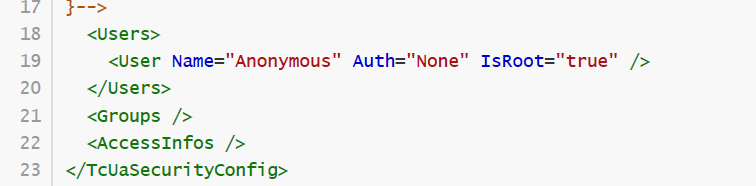 17 }-->
18 <Users>
19 <User Name="Anonymous" Auth="None" IsRoot="true" />
20 </Users>
21 <Groups />
22 <AccessInfos />
23 </TcUaSecurityConfig>